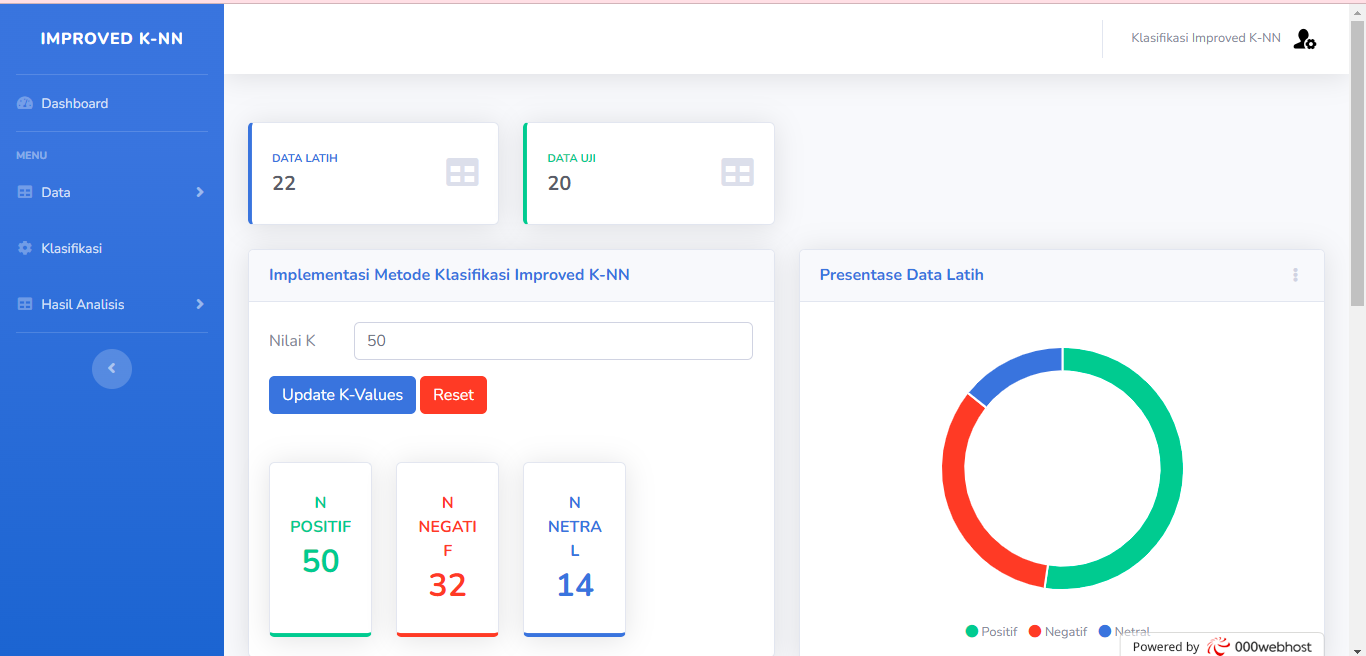 IMPROVED K-NN
Klasifikasi Improved K-NN
Dashboard
MENU
Data
Klasifikasi
Hasil Analisis
DATA LATIH
22
DATA UJI
20
Implementasi Metode Klasifikasi Improved K-NN
Nilai K
50
Update K-Values
Reset
N
POSITIF
50
N
NEGATI
F
32
N
NETRA
L
14
Presentase Data Latih
Positif
Negatif
Netral
Powered by 000webhost